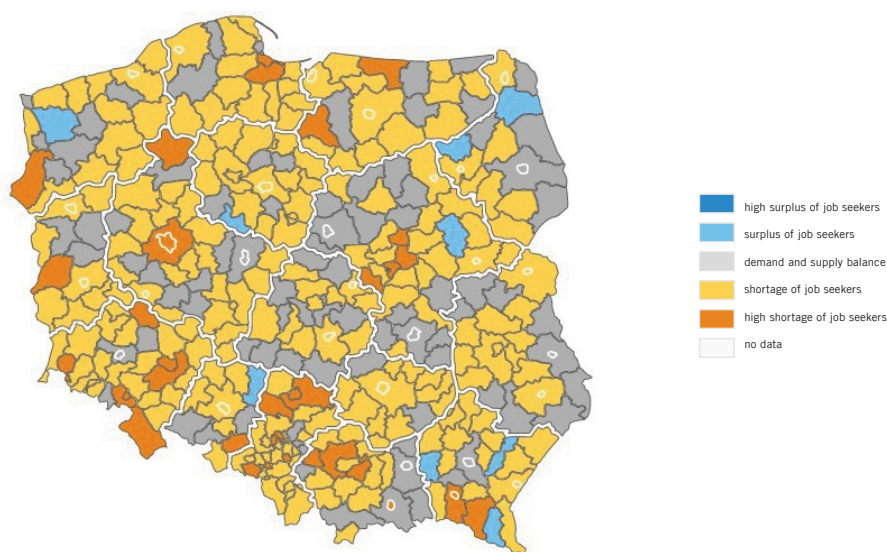 high surplus of job seekers
surplus of job seekers
demand and supply balance
shortage of job seekers
high shortage of job seekers
no data